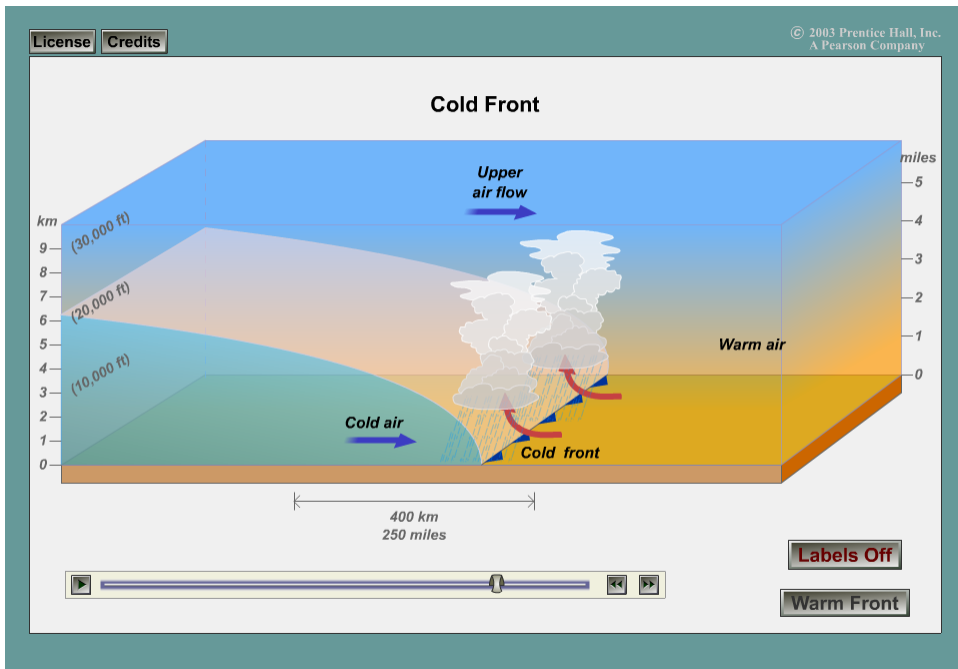 License
Credits
© 2003 Prentice Hall, Inc.
A Pearson Company
Cold Front
Upper
air flow
miles
5
4
3
2
1
0
km
9
8
7
6
5
4
3
2
1
0
(30,000 ft)
(20,000 ft)
(10,000 ft)
Warm air
Cold air
Cold front
400 km
250 miles
Labels Off
Warm Front